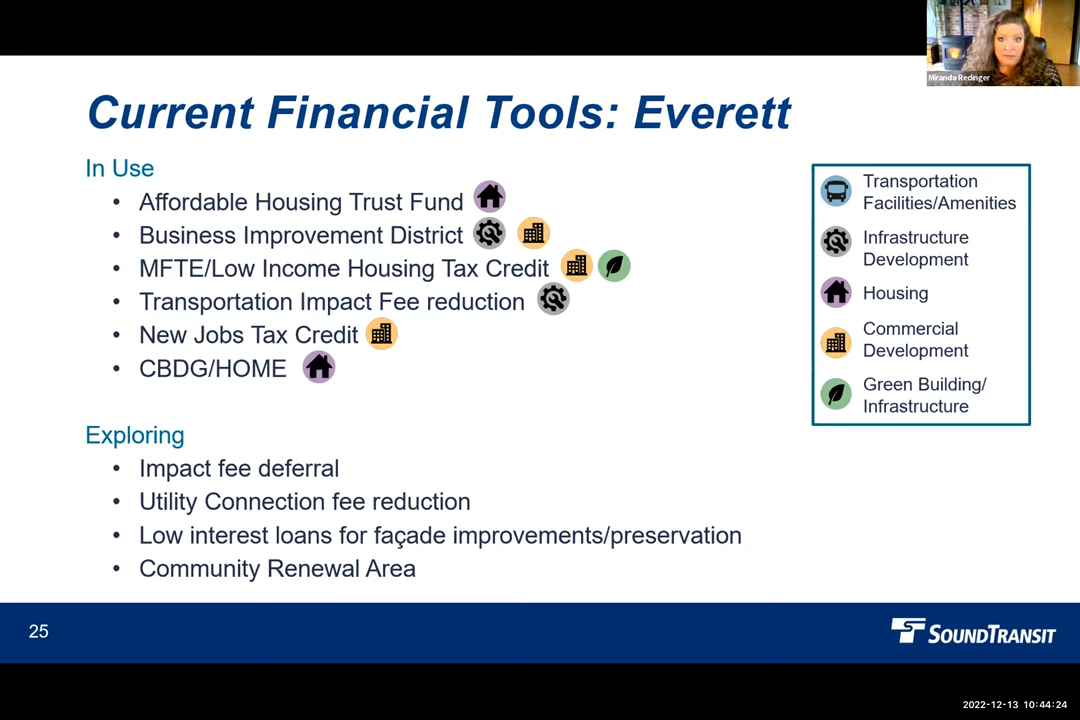 Miranda Redinger
Current Financial Tools: Everett
In Use
• Affordable Housing Trust Fund
• Business Improvement District
• MFTE/Low Income Housing Tax Credit
• Transportation Impact Fee reduction
• New Jobs Tax Credit
• CBDG/HOME
Transportation
Facilities/Amenities
Infrastructure
Development
Housing
Commercial
Development
Green Building/
Infrastructure
Exploring
• Impact fee deferral
• Utility Connection fee reduction
• Low interest loans for façade improvements/preservation
• Community Renewal Area
25
SOUNDTRANSIT
2022-12-13 10:44:24